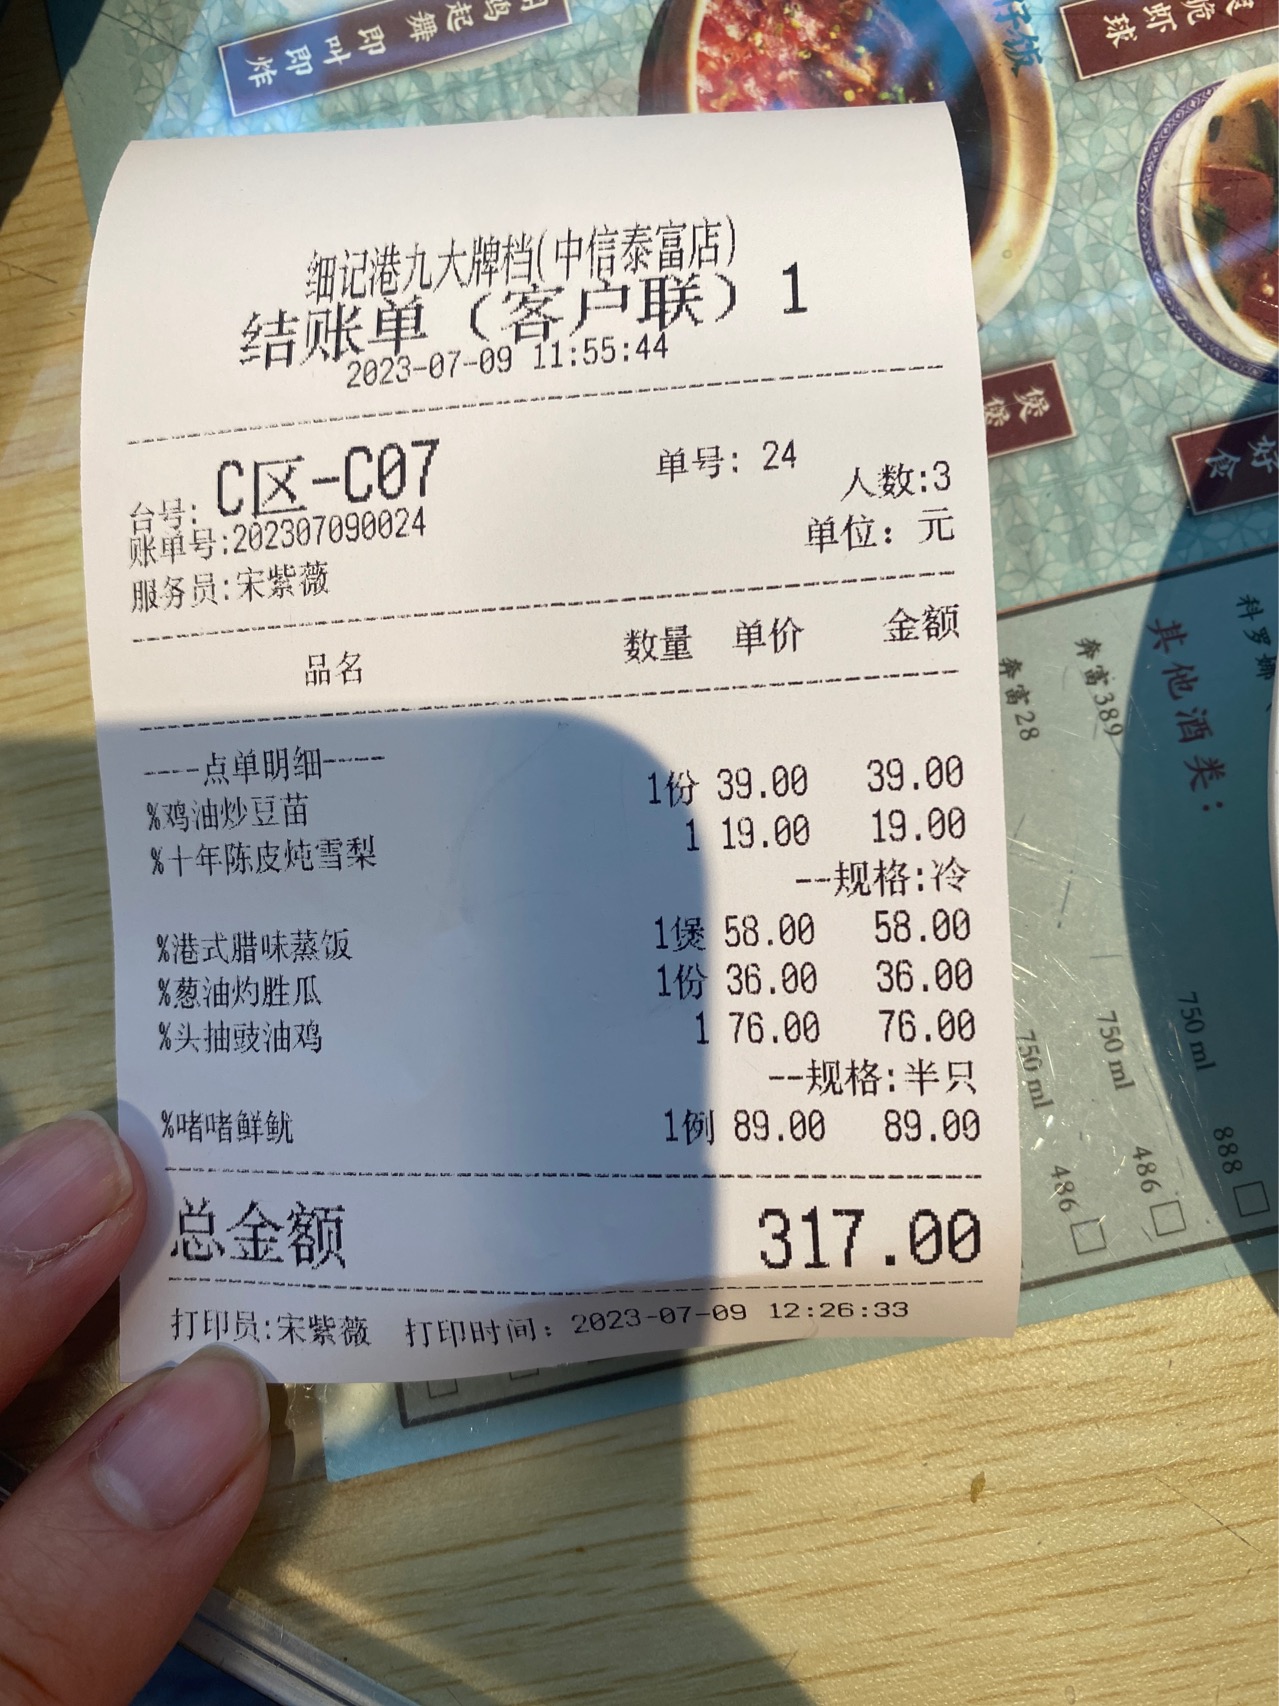 即叶即炸
脆虾球
细记港九大牌档(中信泰富店)
结账单（客户联）1
2023-07-09 11:55:44
台号: C区-C07 单号: 24
人数:3
账单号:202307090024 单位: 元
服务员:宋紫薇
品名 数量 单价 金额
----点单明细----
%鸡油炒豆苗 1份 39.00 39.00
%十年陈皮炖雪梨 1 19.00 19.00
--规格:冷
%港式腊味蒸饭 1煲 58.00 58.00
%葱油灼胜瓜 1份 36.00 36.00
%头抽豉油鸡 1 76.00 76.00
--规格:半只
%啫啫鲜鱿 1例 89.00 89.00
总金额 317.00
打印员:宋紫薇 打印时间: 2023-07-09 12:26:33
好食
科罗娜
其他酒类:
奔富389
奔富28
750 ml
750 ml
750 ml
888
486
486